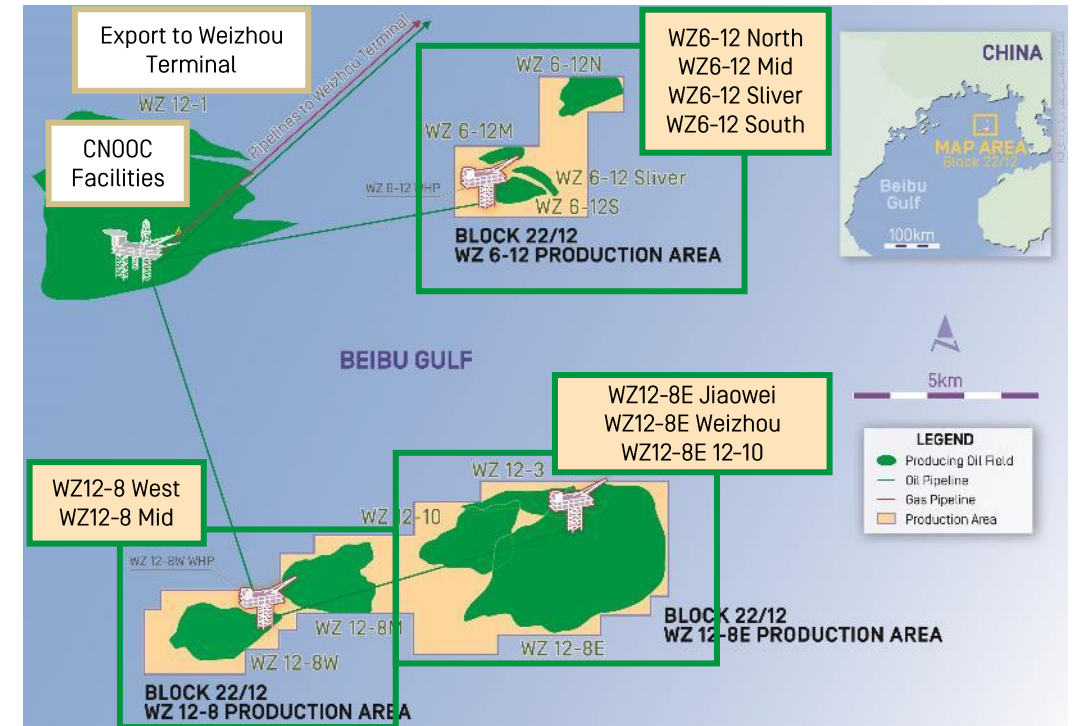 Export to Weizhou
Terminal
WZ 12-1
Pipelines to Weizhou Terminal
CNOOC
Facilities
WZ 6-12N
WZ6-12 North
WZ6-12 Mid
WZ6-12 Sliver
WZ6-12 South
WZ 6-12M
WZ 6-12 WHP
WZ 6-12 Sliver
WZ 6-12S
BLOCK 22/12
WZ 6-12 PRODUCTION AREA
CHINA
MAP AREA
Block 22/12
Beibu
Gulf
100km
BEIBU GULF
5km
WZ12-8E Jiaowei
WZ12-8E Weizhou
WZ12-8E 12-10
LEGEND
Producing Oil Field
Oil Pipeline
Gas Pipeline
Production Area
WZ12-8 West
WZ12-8 Mid
WZ 12-3
WZ 12-10
WZ 12-8W WHP
WZ 12-8M
WZ 12-8W
WZ 12-8E
BLOCK 22/12
WZ 12-8E PRODUCTION AREA
BLOCK 22/12
WZ 12-8 PRODUCTION AREA